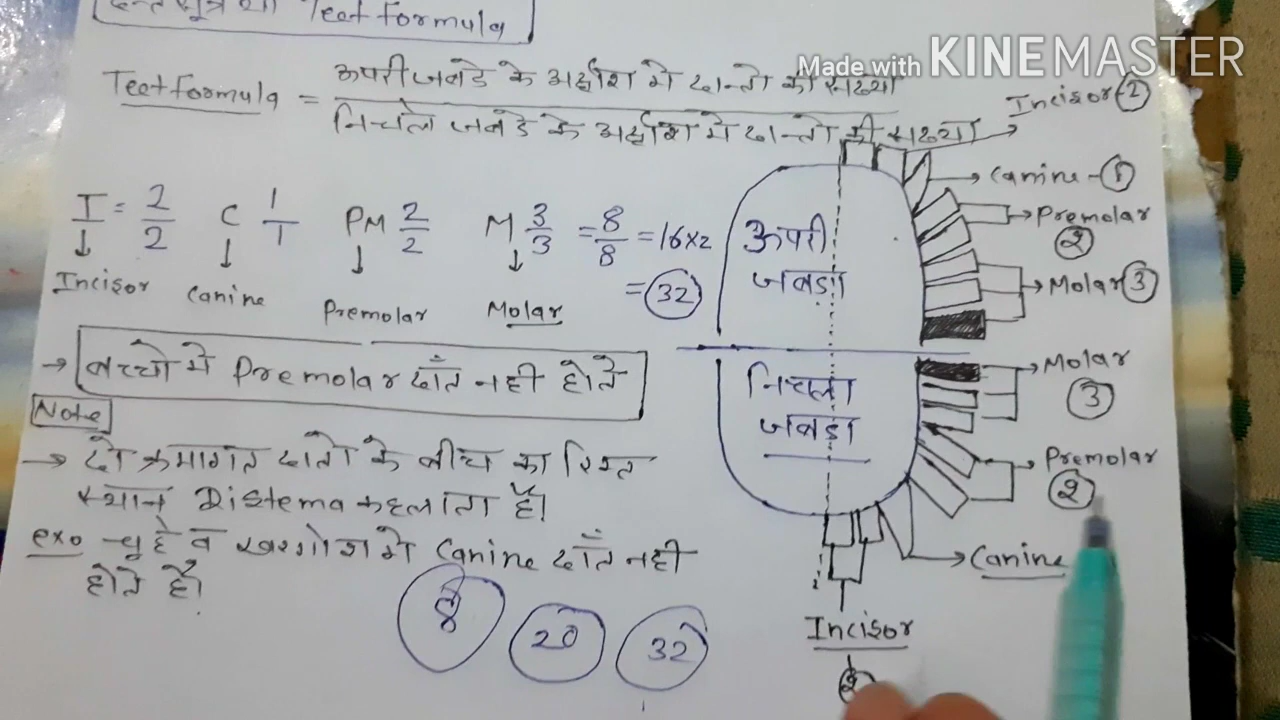 दन्त सूत्र या Teet formula
Made with KINEMASTER
Teet formula = ऊपरी जबडे के अर्द्धांश मे दान्तो की संख्या
निचले जबडे के अर्द्धांश मे दान्तो की संख्या
I = 2/2 C 1/1 PM 2/2 M 3/3 = 8/8 = 16x2
= 32
Incisor Canine Premolar Molar
→ बच्चो मे Premolar दाँत नही होते
Note
→ दो क्रमागत दातो के बीच का रिक्त
स्थान Distema कहलाता है।
exo चुहे व खरगोश मे Canine दाँत नही
होते है।
8 20 32
Incisor 2
Canine - 1
Premolar
2
Molar 3
ऊपरी
जबड़ा
निचला
जबड़ा
Molar
3
Premolar
2
Canine
Incisor
2